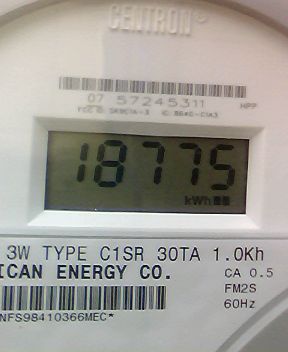 CENTRON®
07 57245311 HPP
18775
kWh
3W TYPE C1SR 30TA 1.0Kh
ICAN ENERGY CO. CA 0.5
FM2S
60Hz
NFS98410366MEC*